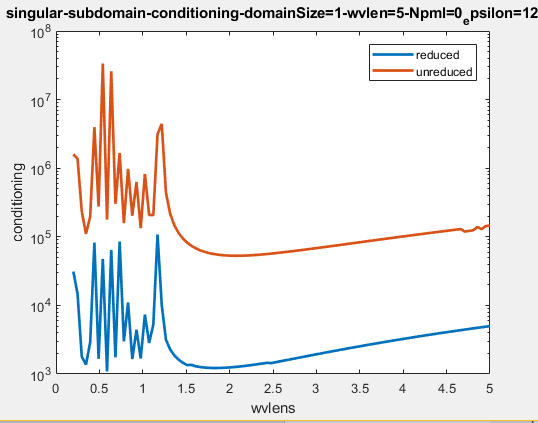 singular-subdomain-conditioning-domainSize=1-wvlen=5-Npml=0epsilon=12
10^8
10^7
10^6
10^5
10^4
10^3
conditioning
reduced
unreduced
0 0.5 1 1.5 2 2.5 3 3.5 4 4.5 5
wvlens